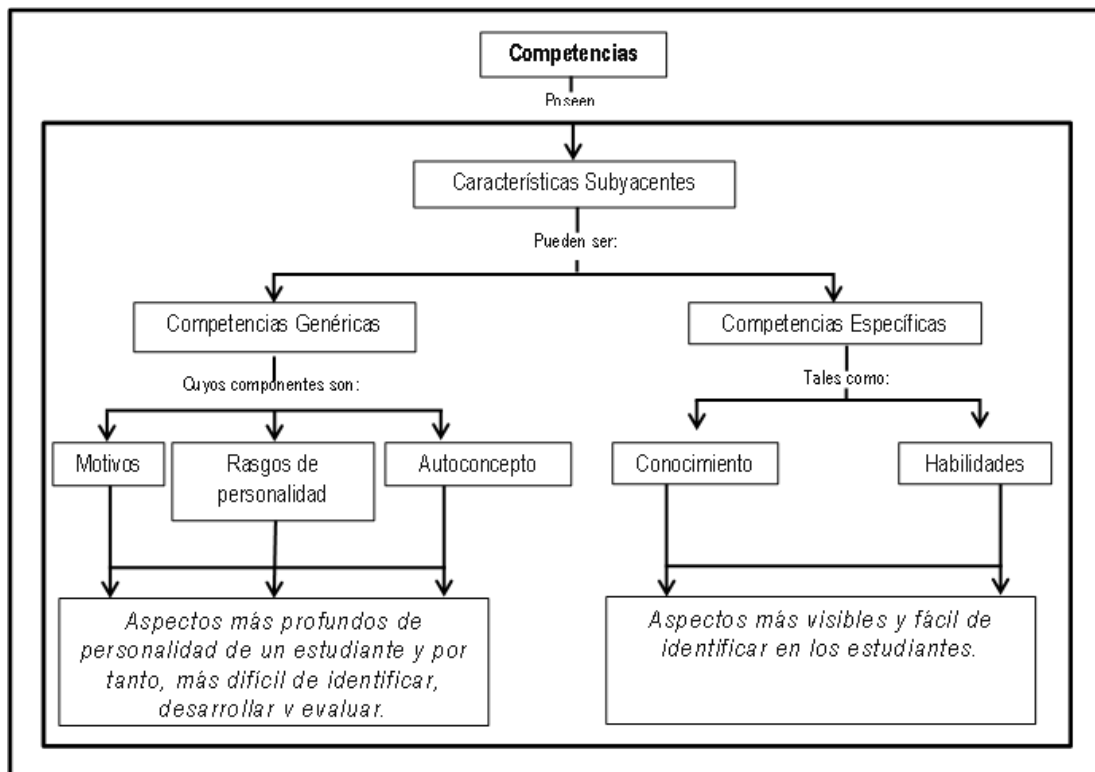 Competencias
Poseen
Características Subyacentes
Pueden ser:
Competencias Genéricas
Competencias Específicas
Cuyos componentes son:
Tales como:
Motivos
Rasgos de
personalidad
Autoconcepto
Conocimiento
Habilidades
Aspectos más profundos de
personalidad de un estudiante y por
tanto, más difícil de identificar,
desarrollar y evaluar.
Aspectos más visibles y fácil de
identificar en los estudiantes.